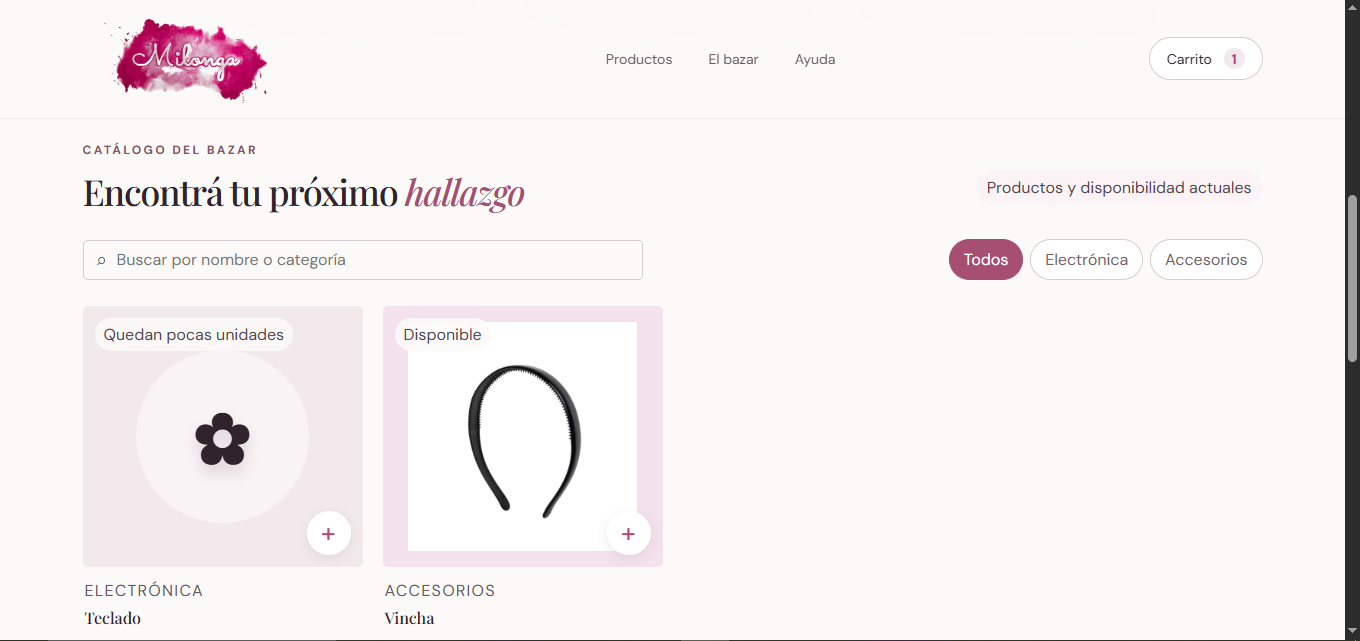 Milonga
Productos El bazar Ayuda
Carrito 1
CATÁLOGO DEL BAZAR
Encontrá tu próximo hallazgo
Productos y disponibilidad actuales
Buscar por nombre o categoría
Todos Electrónica Accesorios
Quedan pocas unidades
Disponible
+
+
ELECTRÓNICA
Teclado
ACCESORIOS
Vincha